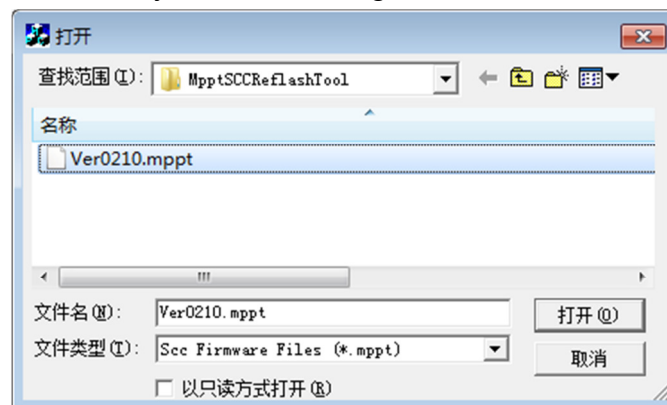 打开
查找范围(I): MpptSCCReflashTool
名称
Ver0210.mppt
文件名(N): Ver0210.mppt 打开(O)
文件类型(T): Scc Firmware Files (*.mppt) 取消
以只读方式打开(R)